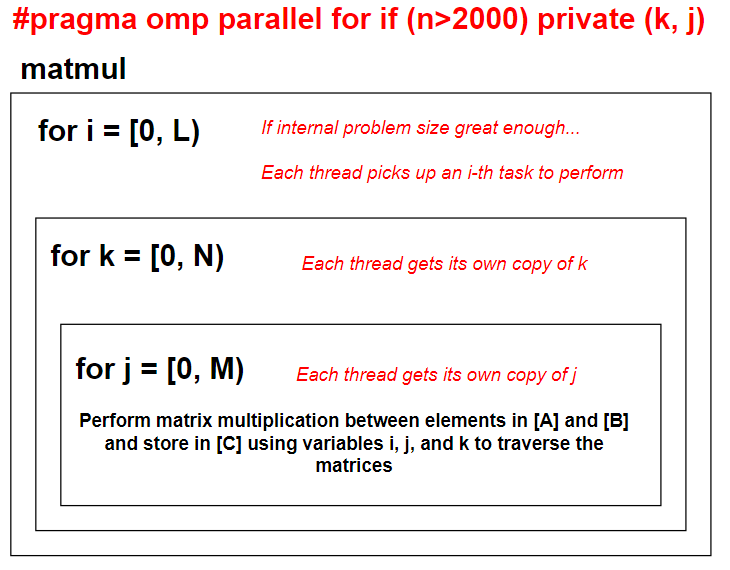 #pragma omp parallel for if (n>2000) private (k, j)
matmul
for i = [0, L)
If internal problem size great enough...
Each thread picks up an i-th task to perform
for k = [0, N)
Each thread gets its own copy of k
for j = [0, M)
Each thread gets its own copy of j
Perform matrix multiplication between elements in [A] and [B]
and store in [C] using variables i, j, and k to traverse the
matrices